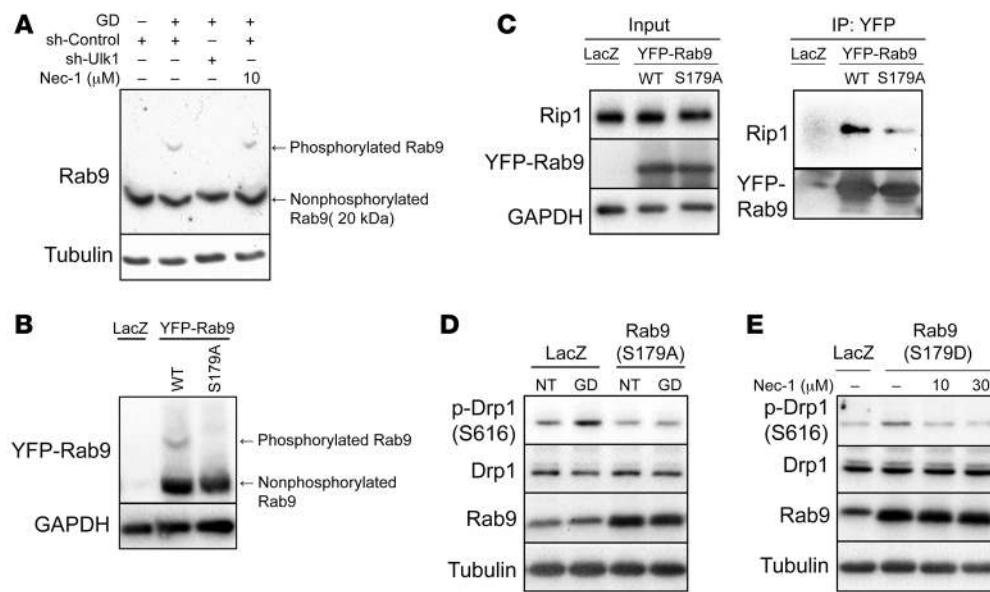 A
GD – + + +
sh-Control + + – +
sh-Ulk1 – – + –
Nec-1 (μM) – – – 10
Rab9
← Phosphorylated Rab9
← Nonphosphorylated
Rab9( 20 kDa)
Tubulin
B
LacZ YFP-Rab9
WT S179A
YFP-Rab9
← Phosphorylated Rab9
← Nonphosphorylated
Rab9
GAPDH
C
Input
LacZ YFP-Rab9
WT S179A
Rip1
YFP-Rab9
GAPDH
IP: YFP
LacZ YFP-Rab9
WT S179A
Rip1
YFP-
Rab9
D
Rab9
LacZ (S179A)
NT GD NT GD
p-Drp1
(S616)
Drp1
Rab9
Tubulin
E
Rab9
LacZ (S179D)
Nec-1 (μM) – – 10 30
p-Drp1
(S616)
Drp1
Rab9
Tubulin